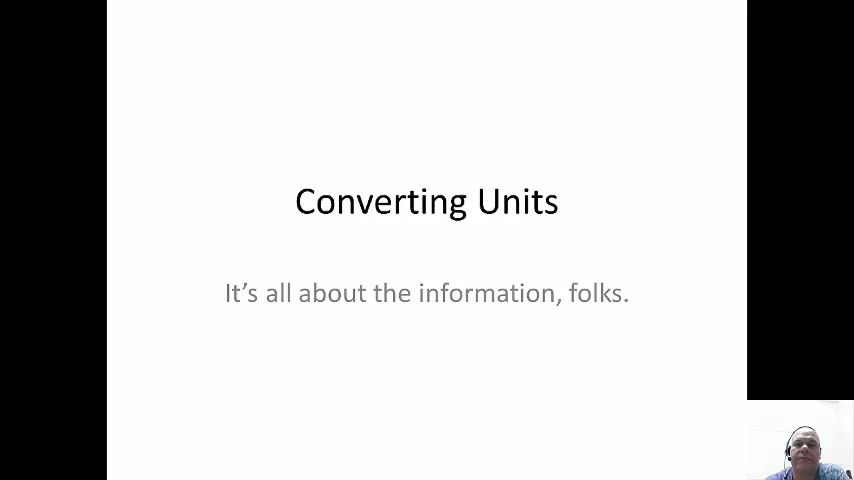 Converting Units
It’s all about the information, folks.